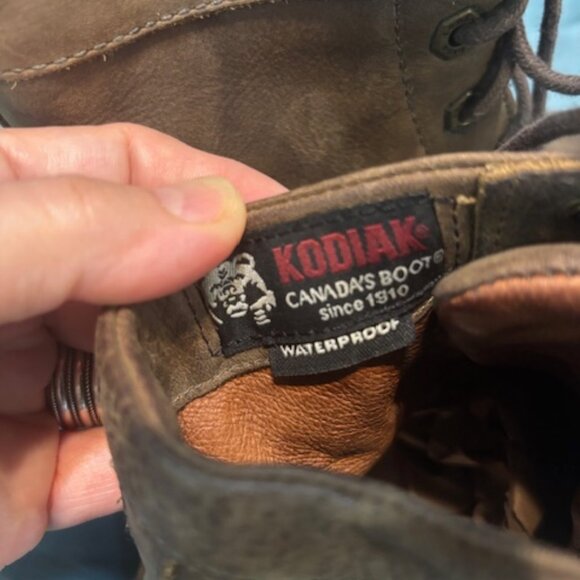 KODIAK®
CANADA'S BOOT®
Since 1910
WATERPROOF